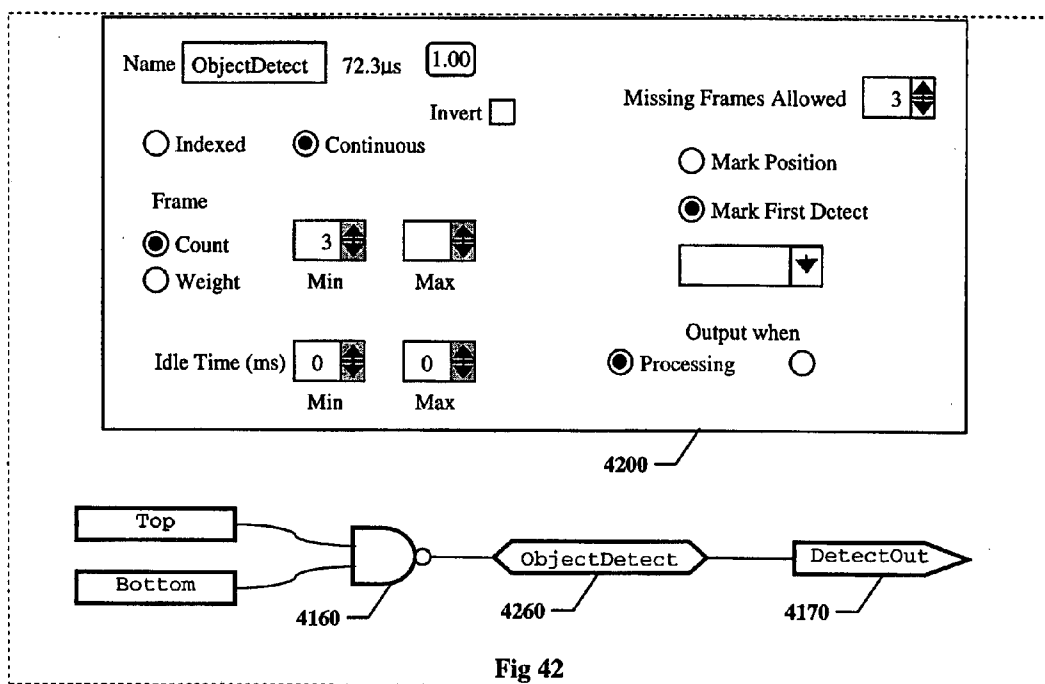 Name ObjectDetect 72.3µs 1.00
Invert
Missing Frames Allowed 3
Indexed Continuous
Mark Position
Frame
Mark First Detect
Count 3
Weight Min Max
Output when
Idle Time (ms) 0 0
Processing
Min Max
4200
Top
ObjectDetect DetectOut
Bottom
4160 4260 4170
Fig 42